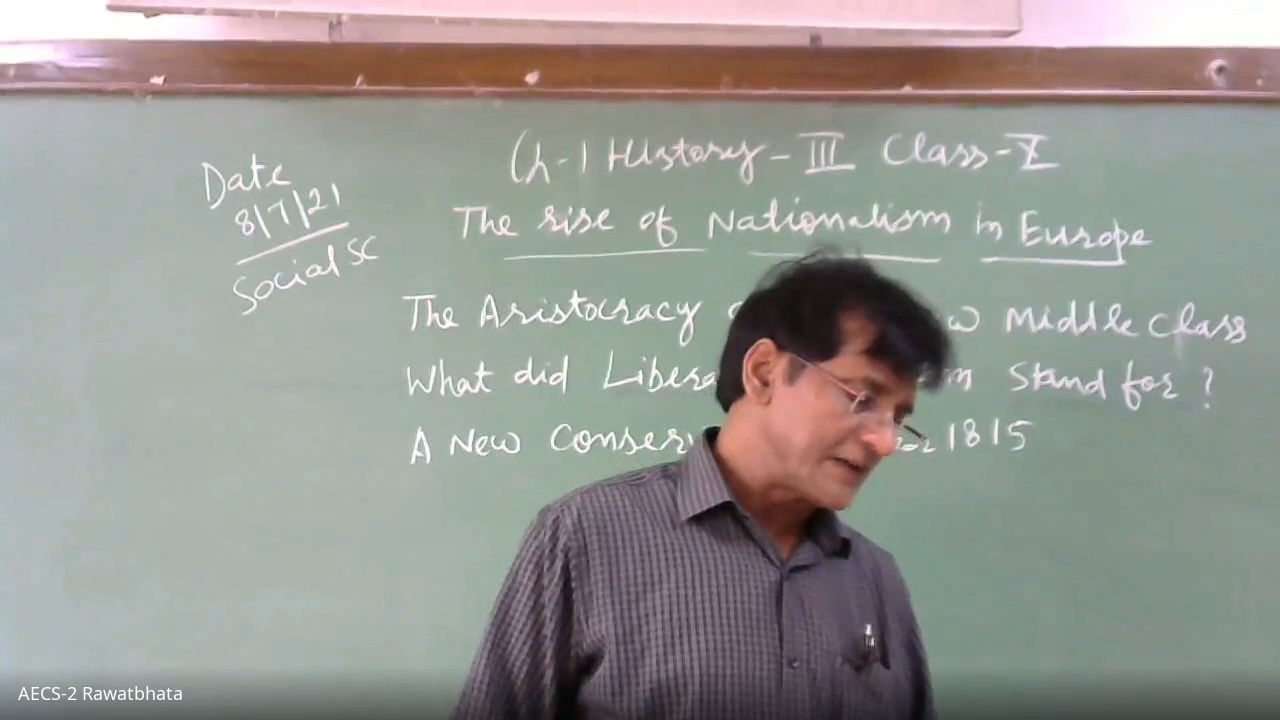 Date
8/7/21
Social SC
Ch-1 History-III Class-X
The rise of Nationalism in Europe
The Aristocracy Middle Class
What did Stand for ?
A New 1815
AECS-2 Rawatbhata